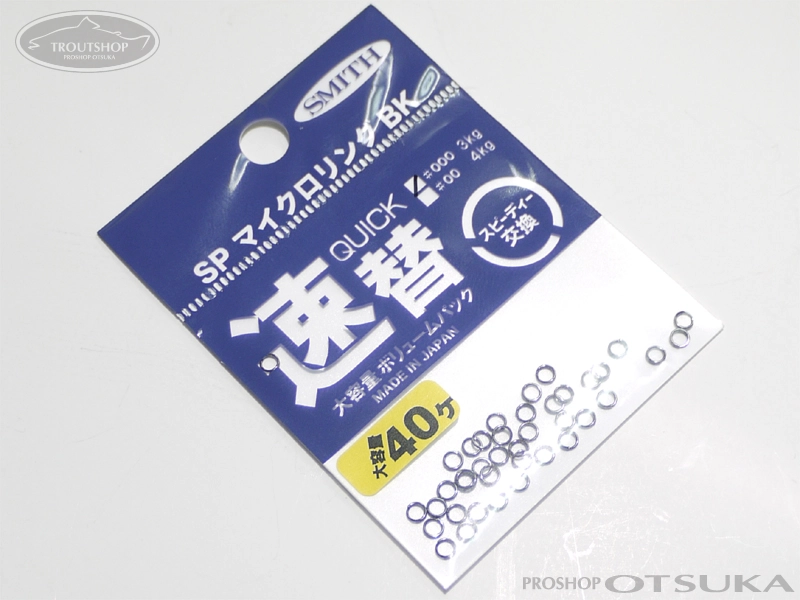 TROUTSHOP
PROSHOP OTSUKA
SMITH
SP マイクロリング BK
#000 3kg
#00 4kg
QUICK
速替
スピーディー
交換
大容量 ボリュームパック
MADE IN JAPAN
大容量 40ヶ
PROSHOP OTSUKA